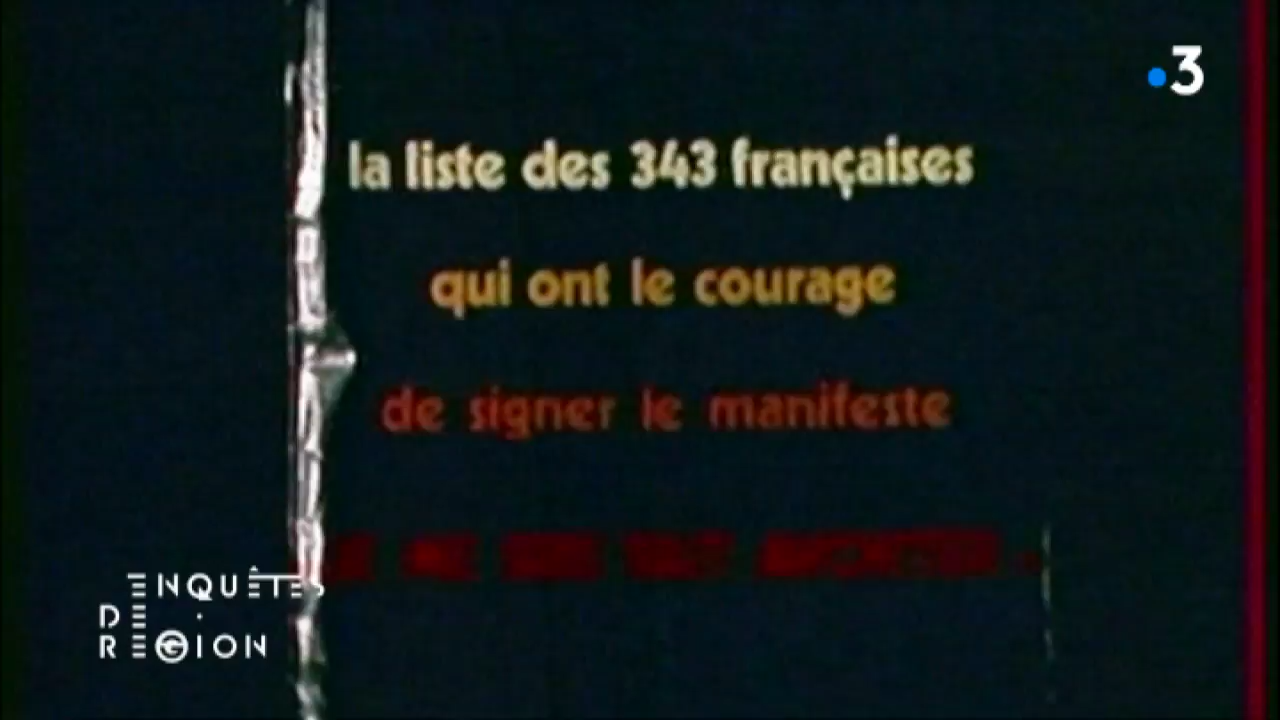 3
la liste des 343 françaises
qui ont le courage
de signer le manifeste
ENQUÊTES
DE
RÉGION